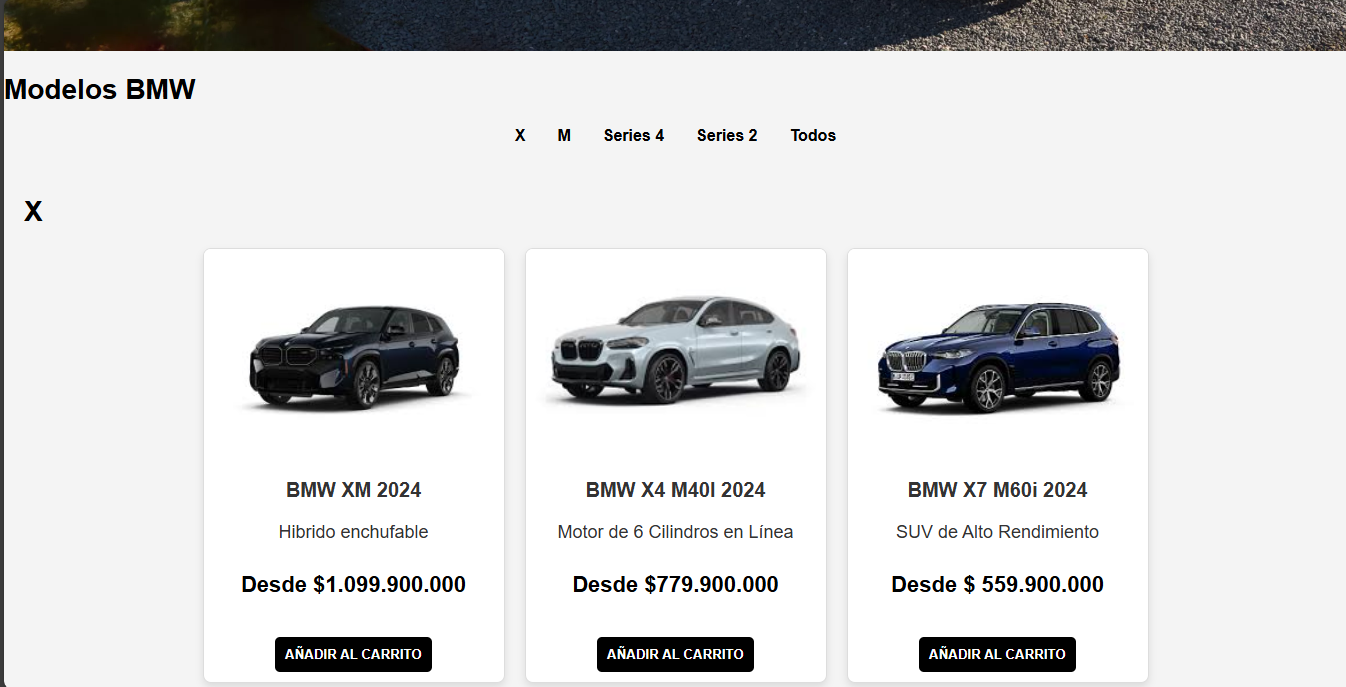 Modelos BMW
X M Series 4 Series 2 Todos
X
BMW XM 2024
Hibrido enchufable
Desde $1.099.900.000
AÑADIR AL CARRITO
BMW X4 M40I 2024
Motor de 6 Cilindros en Línea
Desde $779.900.000
AÑADIR AL CARRITO
BMW X7 M60i 2024
SUV de Alto Rendimiento
Desde $ 559.900.000
AÑADIR AL CARRITO